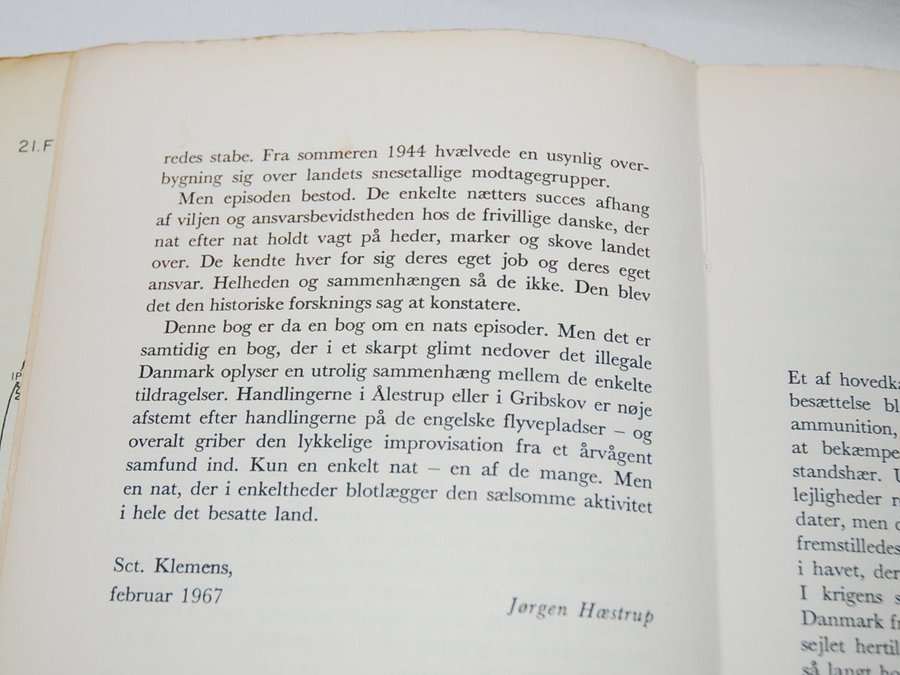 21. F
redes stabe. Fra sommeren 1944 hvælvede en usynlig over-
bygning sig over landets snesetallige modtagegrupper.
Men episoden bestod. De enkelte nætters succes afhang
af viljen og ansvarsbevidstheden hos de frivillige danske, der
nat efter nat holdt vagt på heder, marker og skove landet
over. De kendte hver for sig deres eget job og deres eget
ansvar. Helheden og sammenhængen så de ikke. Den blev
det den historiske forsknings sag at konstatere.
Denne bog er da en bog om en nats episoder. Men det er
samtidig en bog, der i et skarpt glimt nedover det illegale
Danmark oplyser en utrolig sammenhæng mellem de enkelte
tildragelser. Handlingerne i Ålestrup eller i Gribskov er nøje
afstemt efter handlingerne på de engelske flyvepladser – og
overalt griber den lykkelige improvisation fra et årvågent
samfund ind. Kun en enkelt nat – en af de mange. Men
en nat, der i enkeltheder blotlægger den sælsomme aktivitet
i hele det besatte land.
Sct. Klemens,
februar 1967
Jørgen Hæstrup
Et af hovedka
besættelse bl
ammunition,
at bekæmpe
standshær. U
lejligheder
dater, men
fremstilledes
i havet, der
I krigens s
Danmark fr
sejlet hertil
så langt